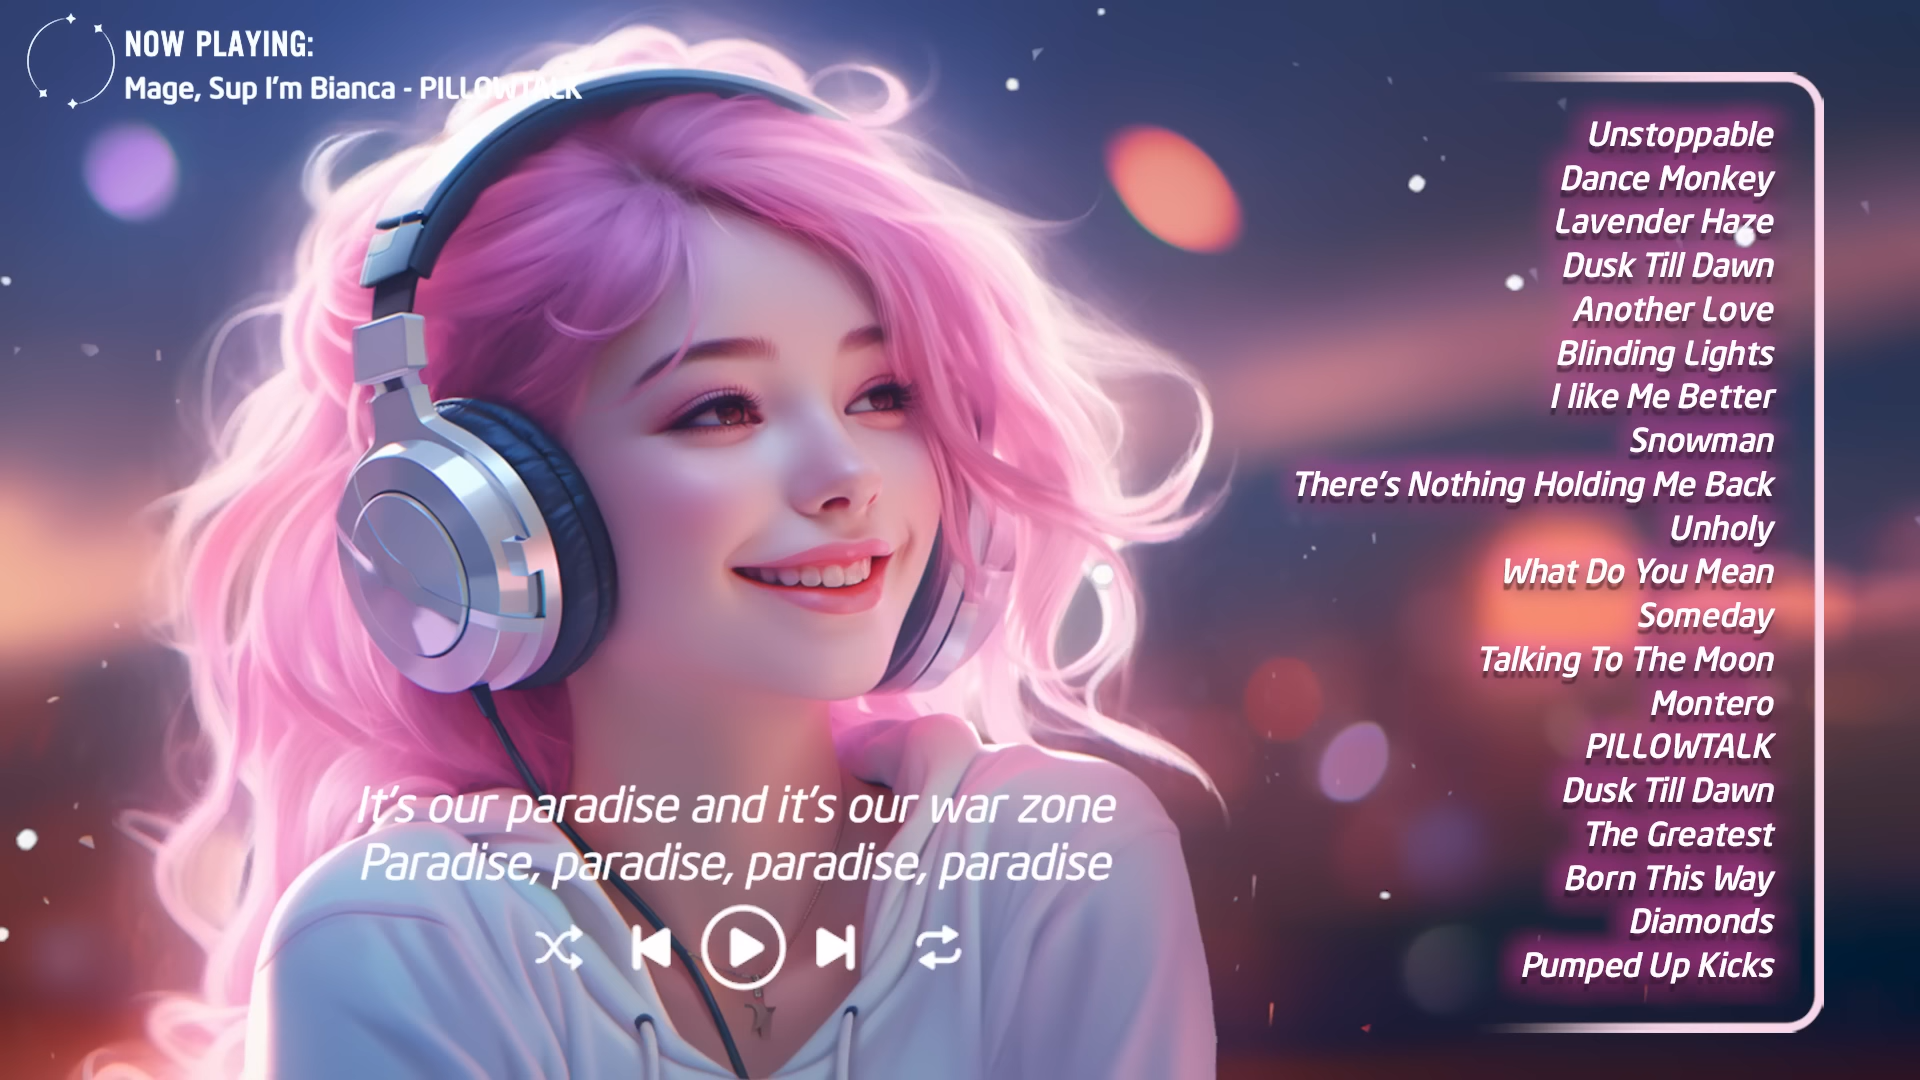 NOW PLAYING:
Mage, Sup I'm Bianca - PILLOWTALK
Unstoppable
Dance Monkey
Lavender Haze
Dusk Till Dawn
Another Love
Blinding Lights
I like Me Better
Snowman
There's Nothing Holding Me Back
Unholy
What Do You Mean
Someday
Talking To The Moon
Montero
PILLOWTALK
Dusk Till Dawn
The Greatest
Born This Way
Diamonds
Pumped Up Kicks
It's our paradise and it's our war zone
Paradise, paradise, paradise, paradise